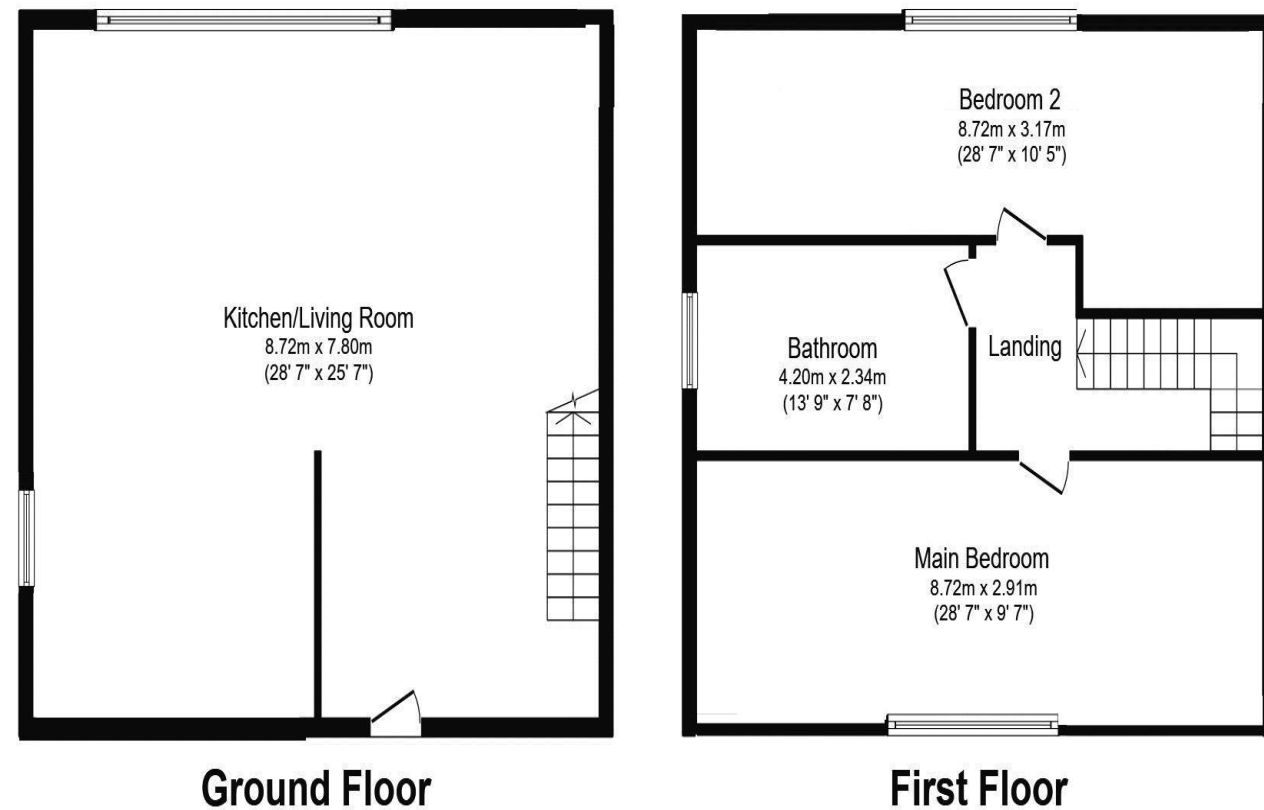 Kitchen/Living Room
8.72m x 7.80m
(28' 7" x 25' 7")
Ground Floor
Bedroom 2
8.72m x 3.17m
(28' 7" x 10' 5")
Bathroom
4.20m x 2.34m
(13' 9" x 7' 8")
Landing
Main Bedroom
8.72m x 2.91m
(28' 7" x 9' 7")
First Floor